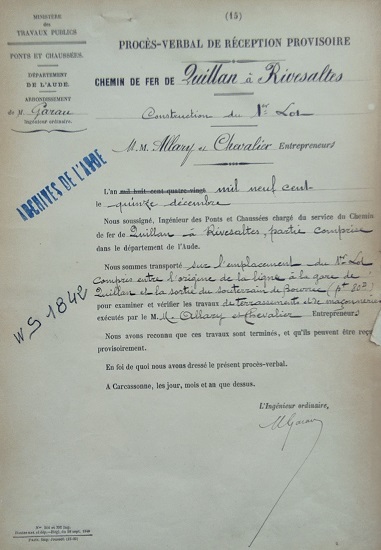 (15)
MINISTÈRE
DES
TRAVAUX PUBLICS
PONTS ET CHAUSSÉES.
DÉPARTEMENT
DE L'AUDE.
ARRONDISSEMENT
de M. Garau
Ingénieur ordinaire.
PROCÈS-VERBAL DE RÉCEPTION PROVISOIRE
CHEMIN DE FER DE Quillan à Rivesaltes
Construction du 1er Lot
M.M. Allary et Chevalier Entrepreneurs
ARCHIVES DE L'AUDE
L'an mil huit cent quatre-vingt mil neuf cent
le quinze décembre
Nous soussigné, Ingénieur des Ponts et Chaussées chargé du service du Chemin
de fer de Quillan à Rivesaltes, partie comprise
dans le département de l'Aude.
Nous sommes transporté sur l'emplacement du 1er Lot
Compris entre l'origine de la ligne à la gare de
Quillan et la sortie du souterrain de
pour examiner et vérifier les travaux de terrassements et de maçonneries
exécutés par le M. M. Allary et Chevalier Entrepreneurs
WS 1842
Nous avons reconnu que ces travaux sont terminés, et qu'ils peuvent être reçus
provisoirement.
En foi de quoi nous avons dressé le présent procès-verbal.
A Carcassonne, les jour, mois et an que dessus.
L'Ingénieur ordinaire,
MGarau